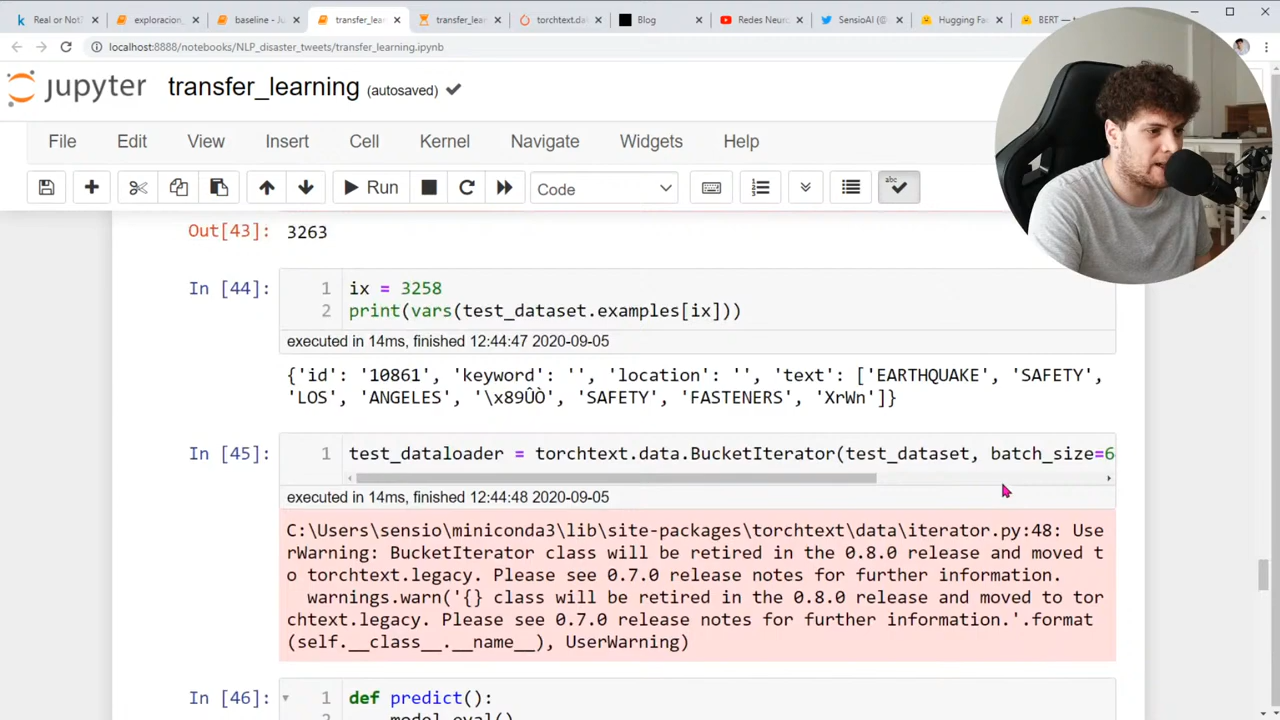 Real or Not
exploracion_
baseline - Ju
transfer_lear
transfer_lea
torchtext.da
Blog
Redes Neuro
SensioAI (@
Hugging Fa
BERT —
localhost:8888/notebooks/NLP_disaster_tweets/transfer_learning.ipynb
jupyter transfer_learning (autosaved)
File Edit View Insert Cell Kernel Navigate Widgets Help
Run Code abc
Out[43]: 3263
In [44]: 1 ix = 3258
2 print(vars(test_dataset.examples[ix]))
executed in 14ms, finished 12:44:47 2020-09-05
{'id': '10861', 'keyword': '', 'location': '', 'text': ['EARTHQUAKE', 'SAFETY',
'LOS', 'ANGELES', '\x89ÛÒ', 'SAFETY', 'FASTENERS', 'XrWn']}
In [45]: 1 test_dataloader = torchtext.data.BucketIterator(test_dataset, batch_size=6
executed in 14ms, finished 12:44:48 2020-09-05
C:\Users\sensio\miniconda3\lib\site-packages\torchtext\data\iterator.py:48: Use
rWarning: BucketIterator class will be retired in the 0.8.0 release and moved t
o torchtext.legacy. Please see 0.7.0 release notes for further information.
warnings.warn('{} class will be retired in the 0.8.0 release and moved to tor
chtext.legacy. Please see 0.7.0 release notes for further information.'.format
(self.__class__.__name__), UserWarning)
In [46]: 1 def predict():
2 model.eval()